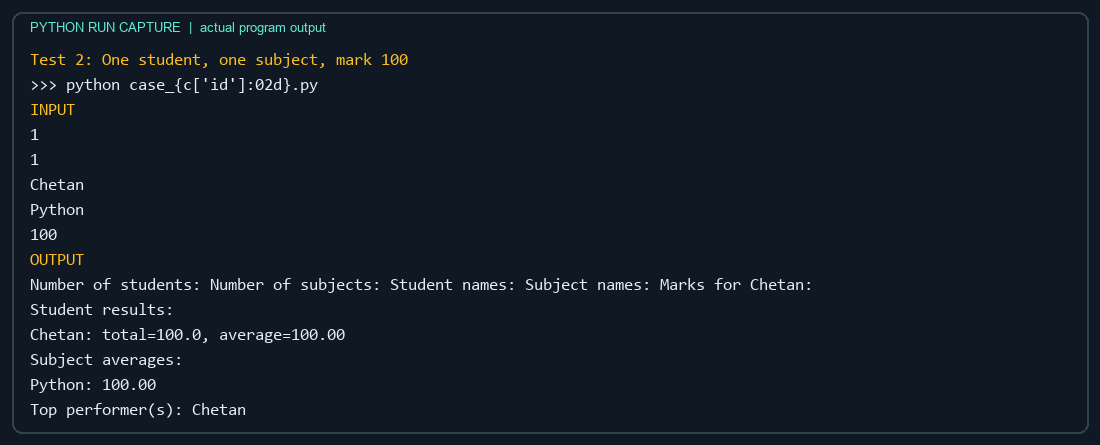 PYTHON RUN CAPTURE | actual program output
Test 2: One student, one subject, mark 100
>>> python case_{c['id']:02d}.py
INPUT
1
1
Chetan
Python
100
OUTPUT
Number of students: Number of subjects: Student names: Subject names: Marks for Chetan:
Student results:
Chetan: total=100.0, average=100.00
Subject averages:
Python: 100.00
Top performer(s): Chetan